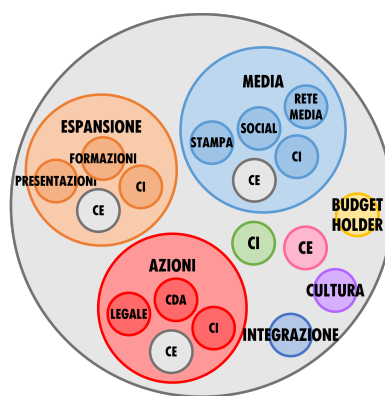 MEDIA
RETE
MEDIA
SOCIAL
STAMPA
CI
CE
ESPANSIONE
FORMAZIONI
PRESENTAZIONI
CI
CE
BUDGET
HOLDER
CI
CE
CULTURA
INTEGRAZIONE
AZIONI
CDA
LEGALE
CI
CE